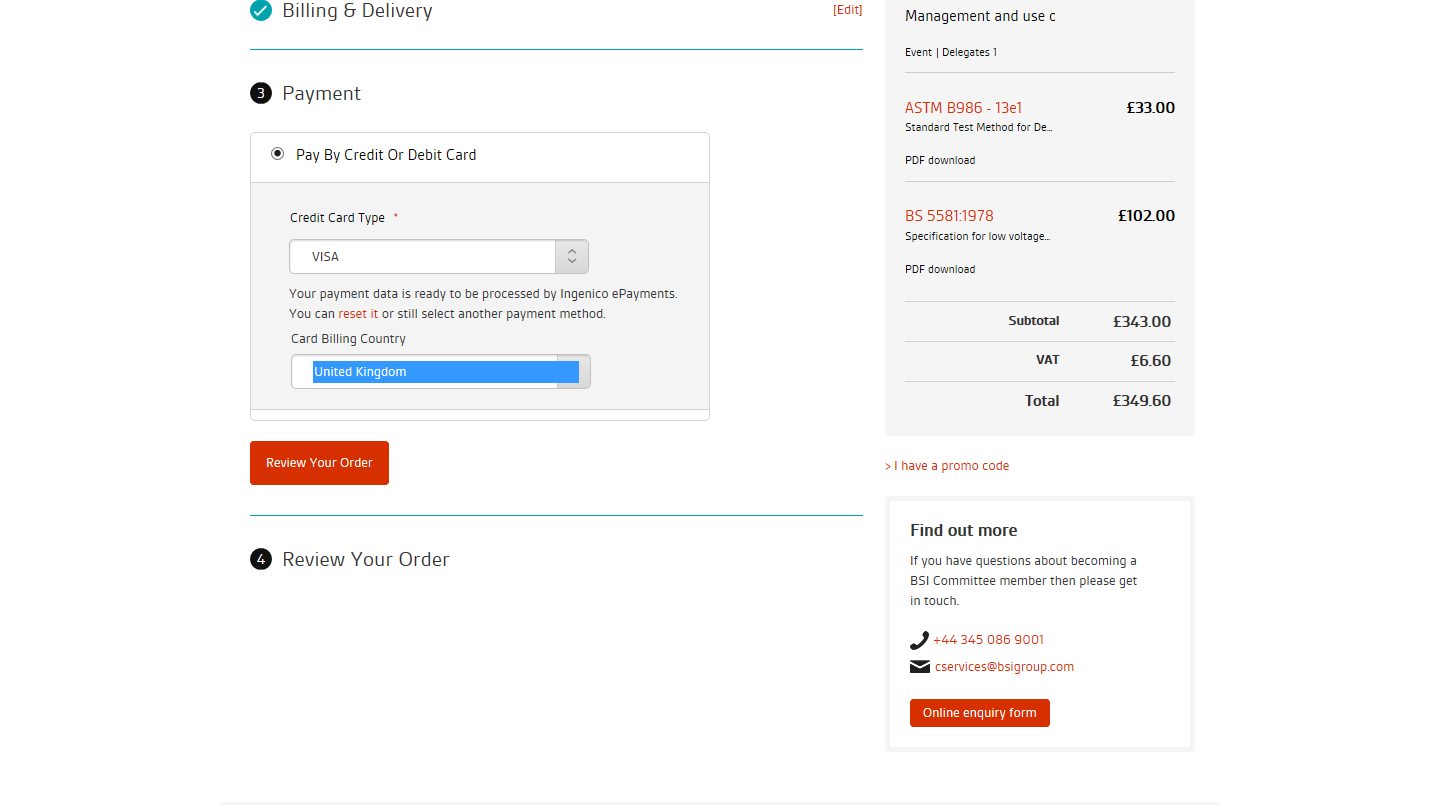 Billing & Delivery
[Edit]
3 Payment
Pay By Credit Or Debit Card
Credit Card Type *
VISA
Your payment data is ready to be processed by Ingenico ePayments.
You can reset it or still select another payment method.
Card Billing Country
United Kingdom
Review Your Order
4 Review Your Order
Management and use c
Event | Delegates 1
ASTM B986 - 13e1 £33.00
Standard Test Method for De...
PDF download
BS 5581:1978 £102.00
Specification for low voltage...
PDF download
Subtotal £343.00
VAT £6.60
Total £349.60
> I have a promo code
Find out more
If you have questions about becoming a
BSI Committee member then please get
in touch.
+44 345 086 9001
cservices@bsigroup.com
Online enquiry form